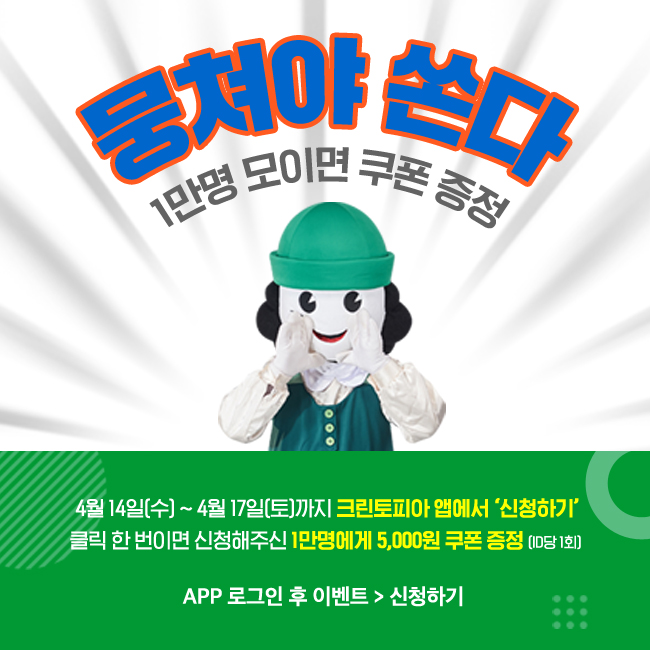 뭉쳐야 쏜다
1만명 모이면 쿠폰 증정
4월 14일(수) ~ 4월 17일(토)까지 크린토피아 앱에서 ‘신청하기’
클릭 한 번이면 신청해주신 1만명에게 5,000원 쿠폰 증정 (ID당 1회)
APP 로그인 후 이벤트 > 신청하기